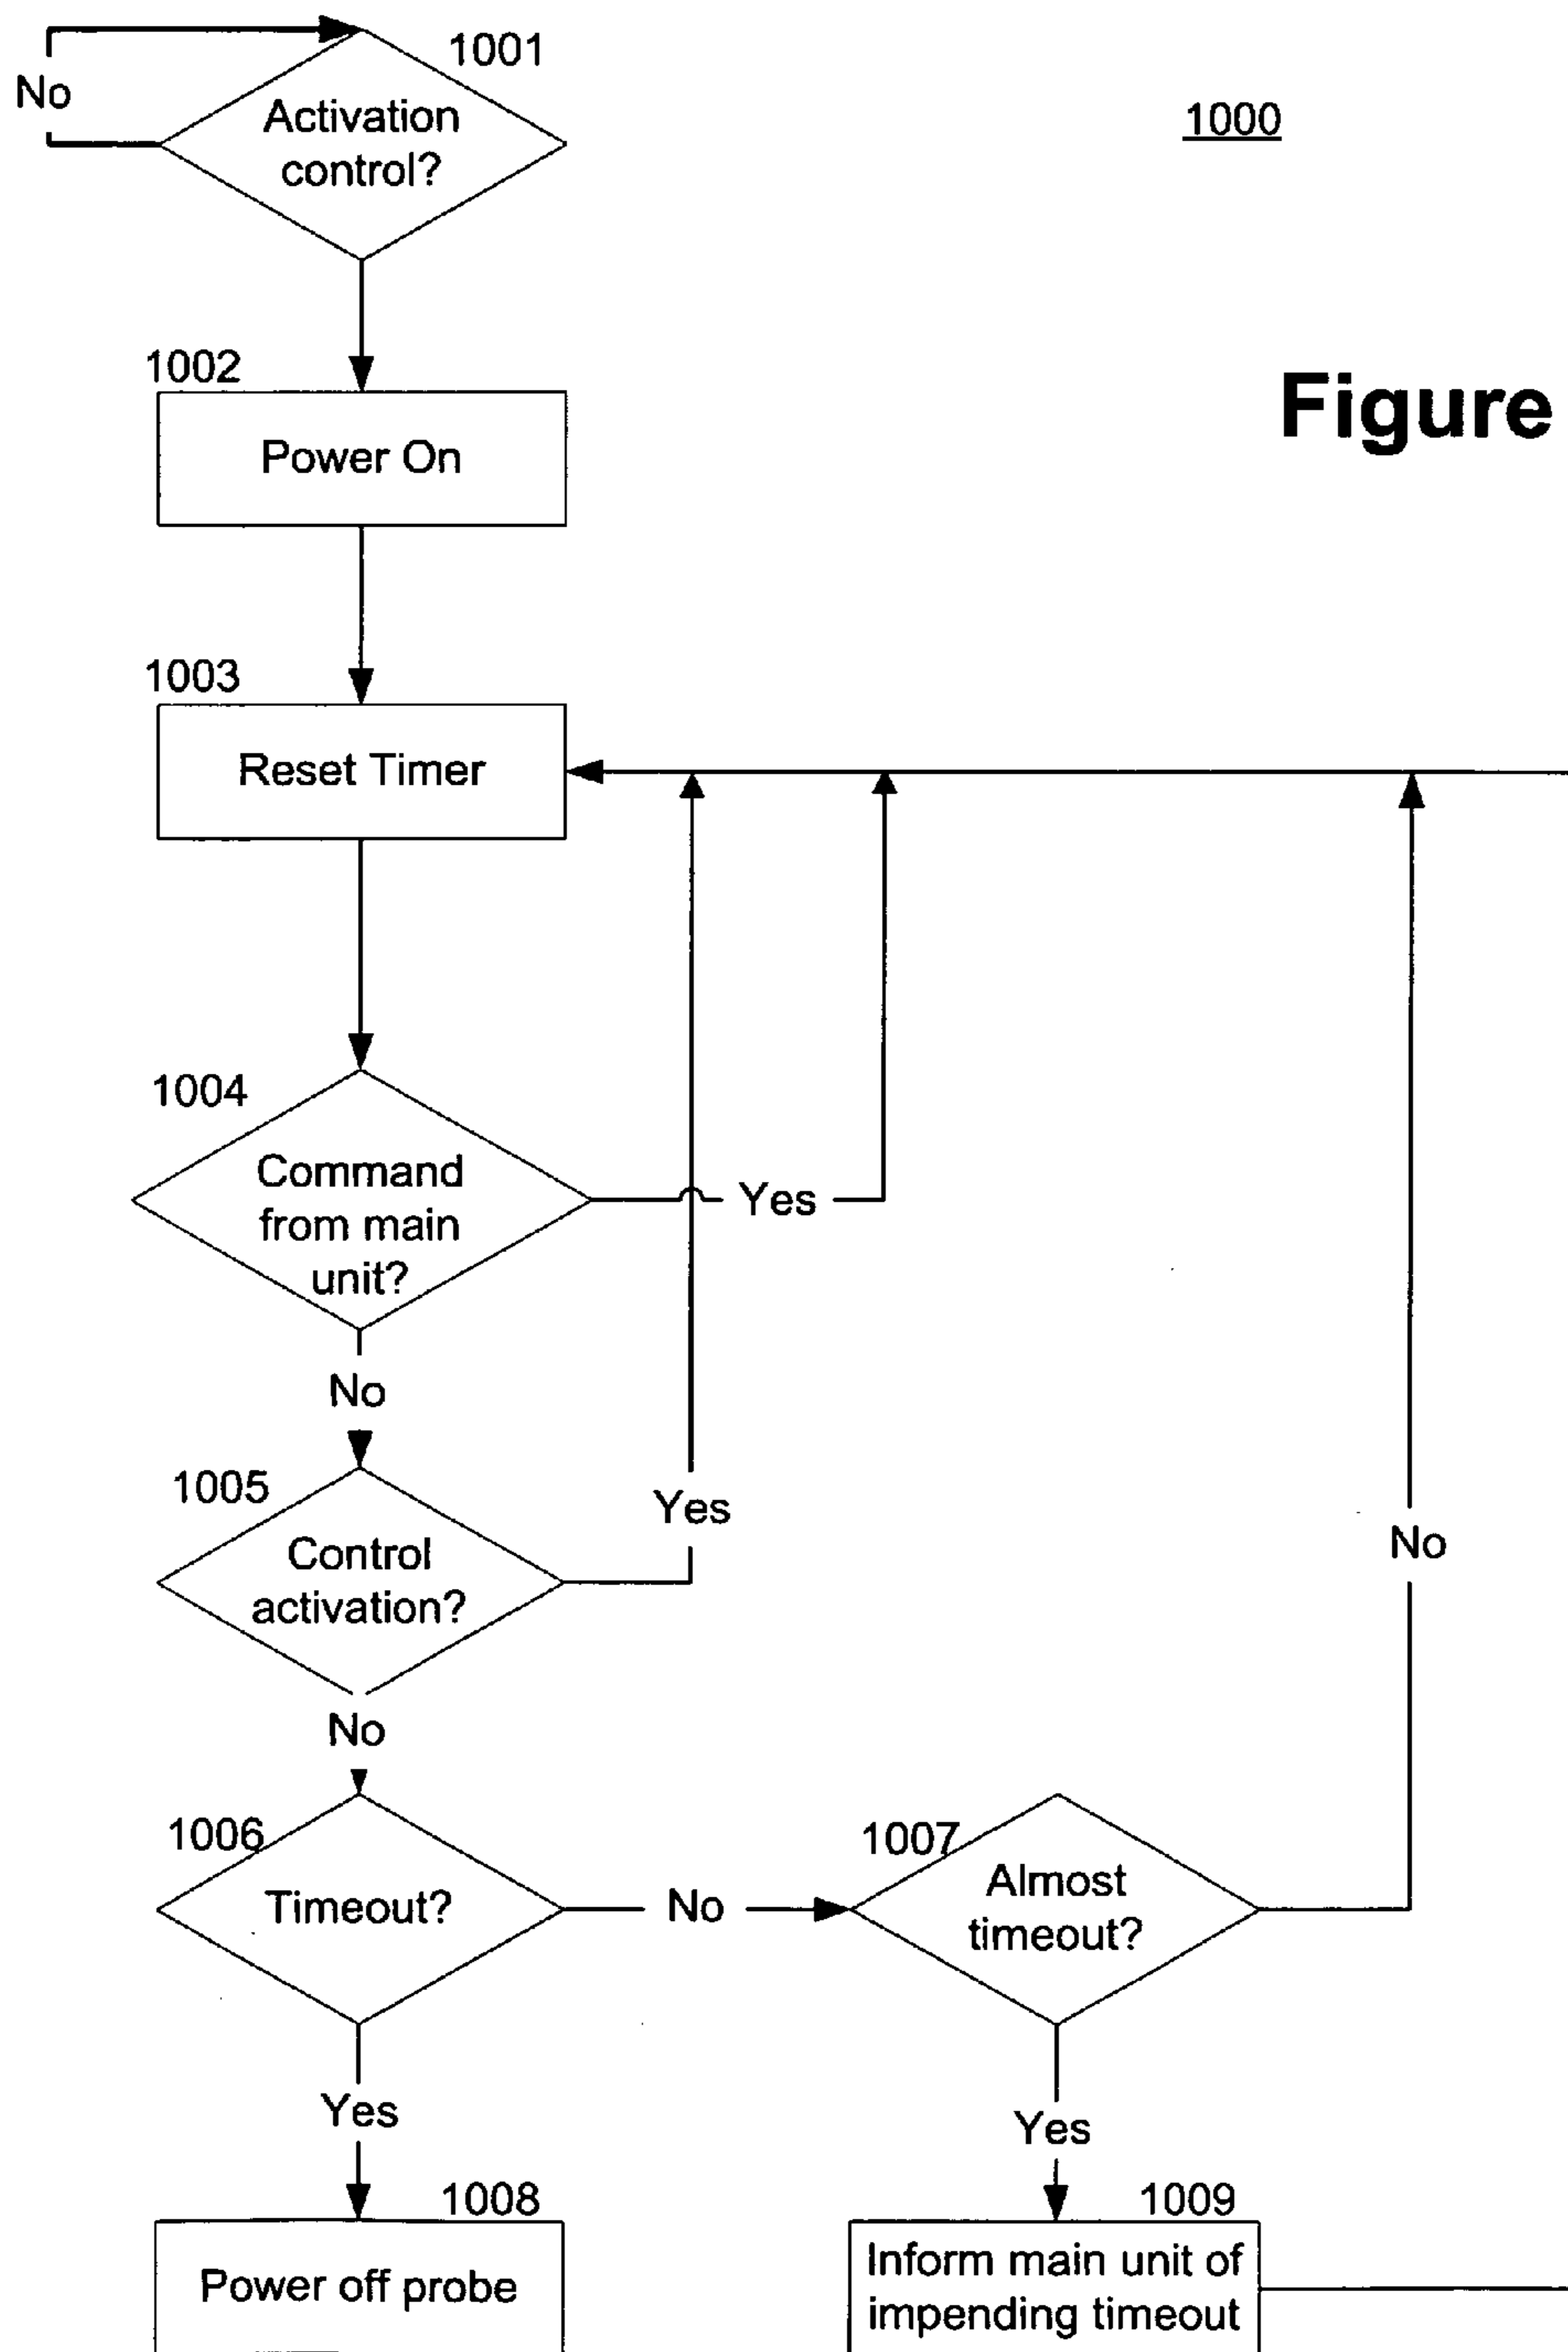 1001
No
Activation
control?
1000
1002
Power On
Figure
1003
Reset Timer
1004
Command
from main
unit?
Yes
No
1005
Control
activation?
Yes
No
No
1006
Timeout?
No
1007
Almost
timeout?
Yes
Yes
1008
Power off probe
1009
Inform main unit of
impending timeout